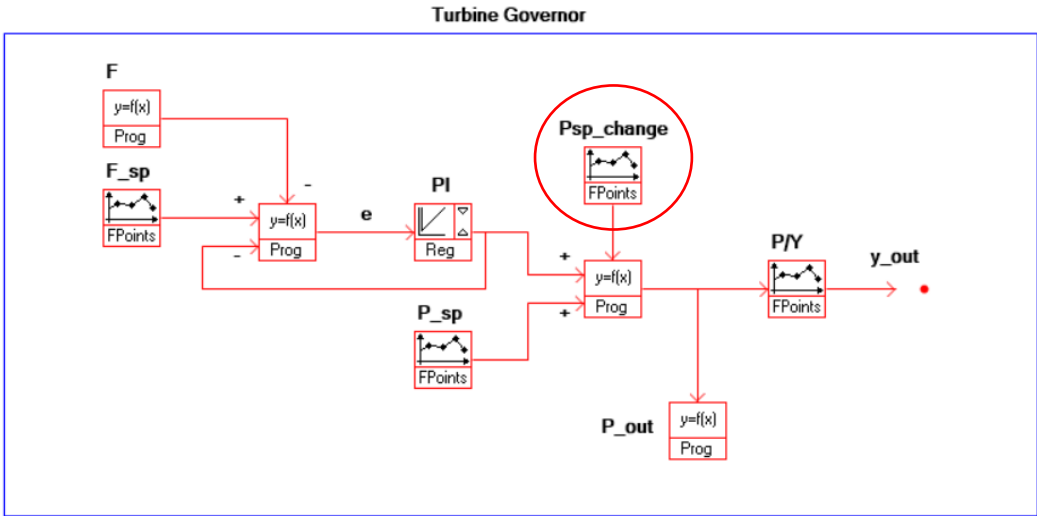 Turbine Governor
F
y=f(x)
Prog
F_sp
FPoints
-
+
-
y=f(x)
Prog
e
PI
Reg
Psp_change
FPoints
+
+
y=f(x)
Prog
P_sp
FPoints
P/Y
FPoints
y_out
P_out
y=f(x)
Prog